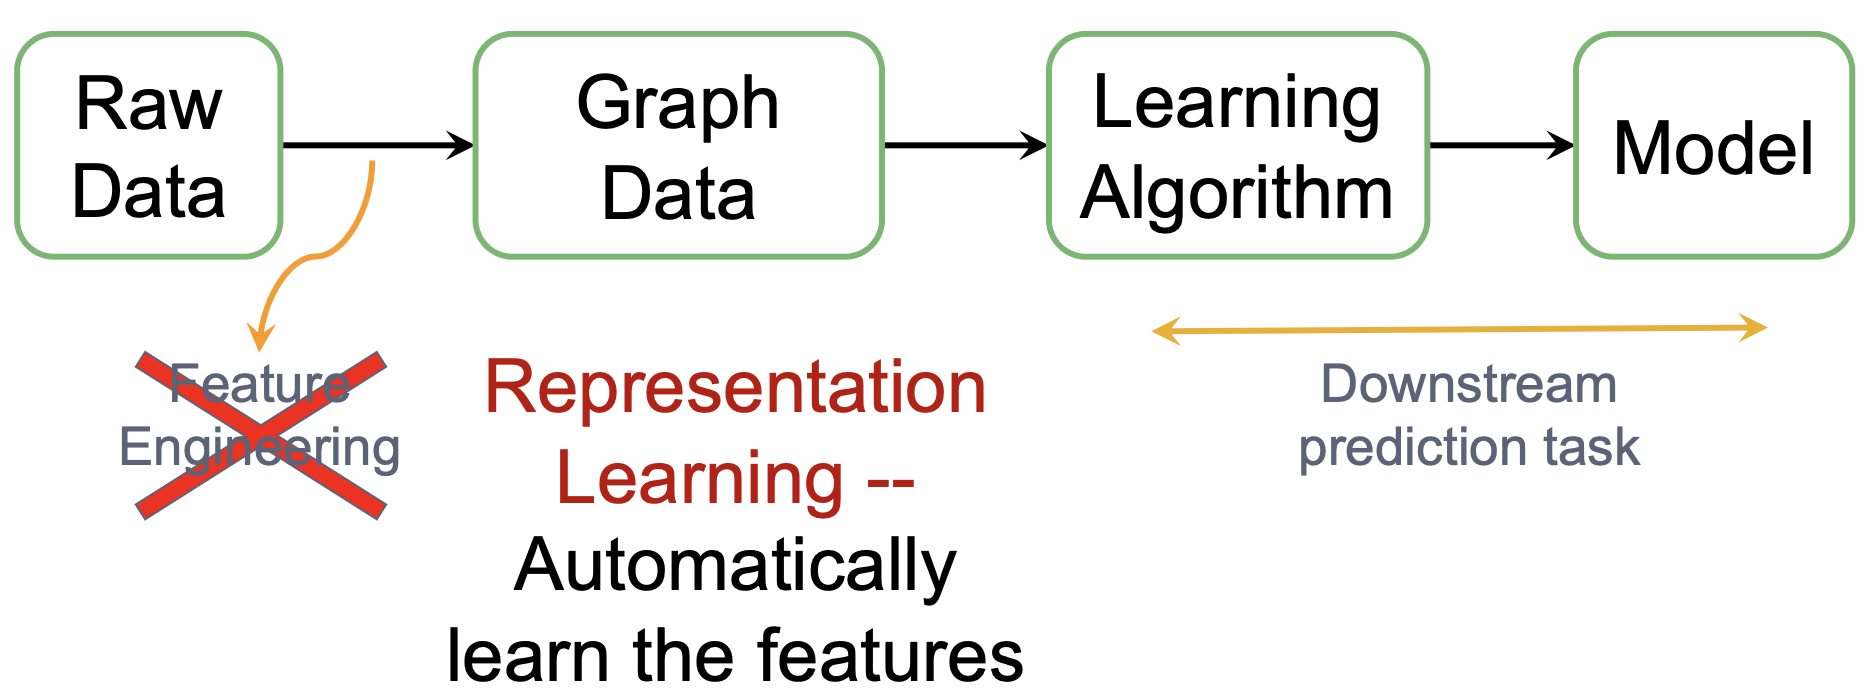 Raw
Data
Graph
Data
Learning
Algorithm
Model
Feature
Engineering
Representation
Learning --
Automatically
learn the features
Downstream
prediction task